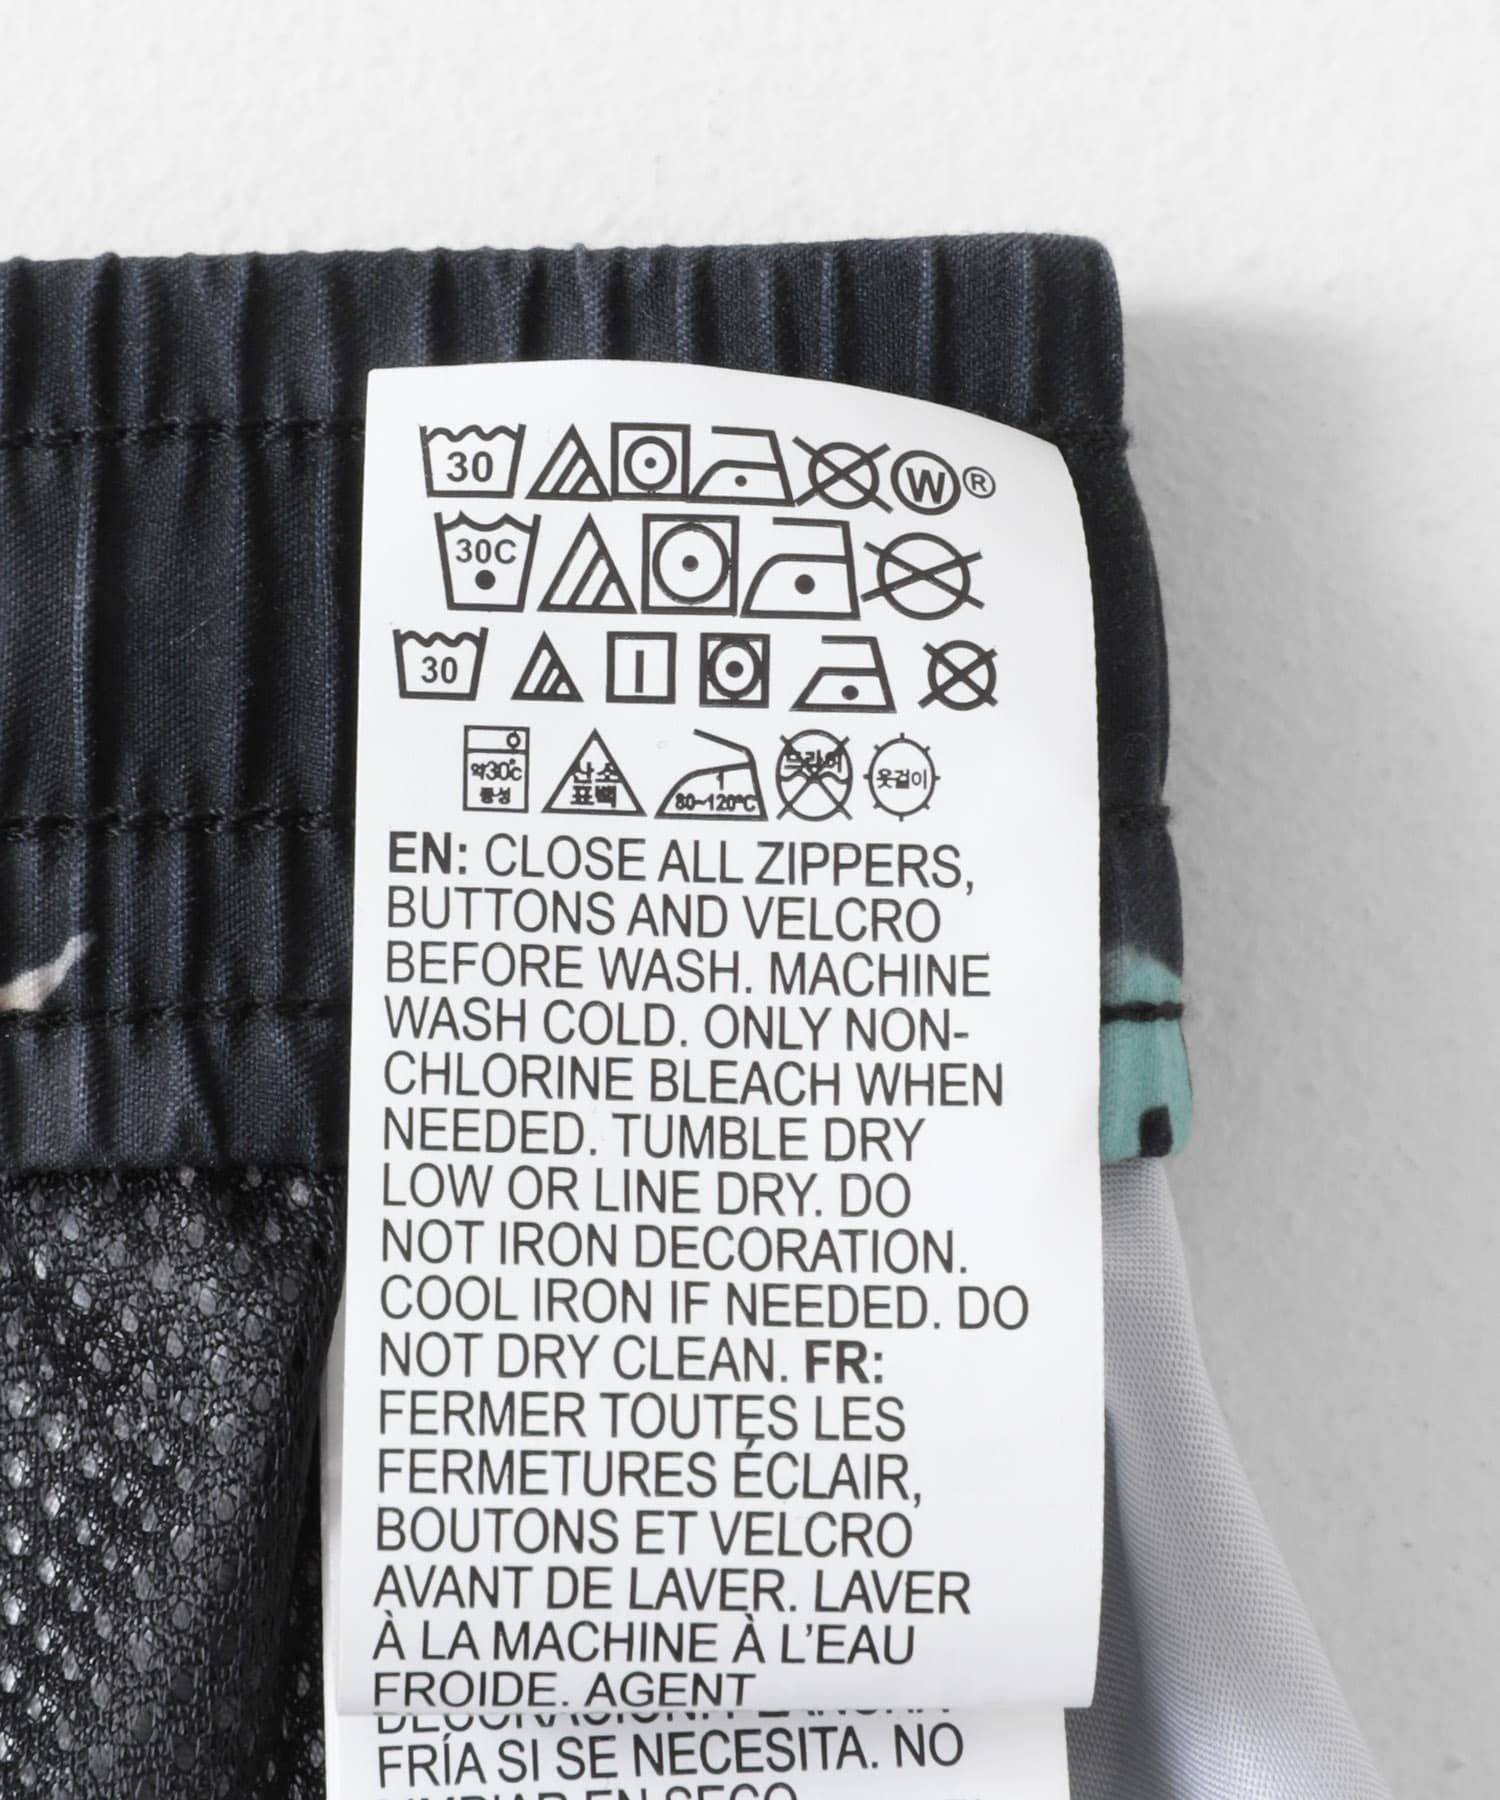 30 W ®
30C
30
약30℃ 중성 산소 표백 80~120℃ 드라이 옷걸이
EN: CLOSE ALL ZIPPERS,
BUTTONS AND VELCRO
BEFORE WASH. MACHINE
WASH COLD. ONLY NON-
CHLORINE BLEACH WHEN
NEEDED. TUMBLE DRY
LOW OR LINE DRY. DO
NOT IRON DECORATION.
COOL IRON IF NEEDED. DO
NOT DRY CLEAN. FR:
FERMER TOUTES LES
FERMETURES ÉCLAIR,
BOUTONS ET VELCRO
AVANT DE LAVER. LAVER
À LA MACHINE À L'EAU
FROIDE. AGENT
FRÍA SI SE NECESITA. NO